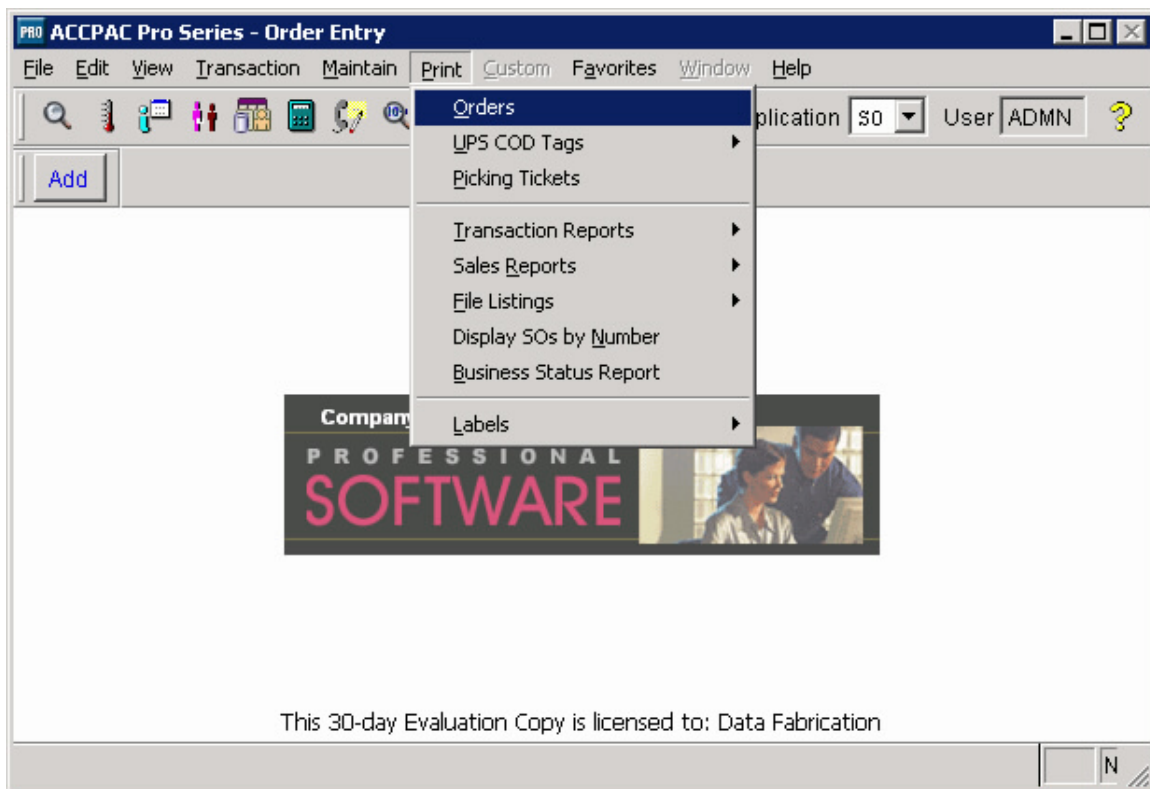 PRO ACCPAC Pro Series - Order Entry
File Edit View Transaction Maintain Print Custom Favorites Window Help
plication SO User ADMN
Add
Orders
UPS COD Tags
Picking Tickets
Transaction Reports
Sales Reports
File Listings
Display SOs by Number
Business Status Report
Labels
Company
PROFESSIONAL
SOFTWARE
This 30-day Evaluation Copy is licensed to: Data Fabrication
N